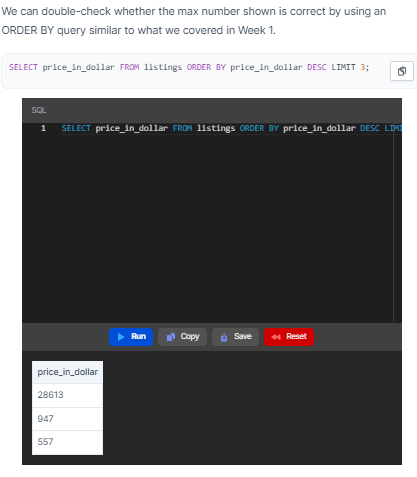 We can double-check whether the max number shown is correct by using an
ORDER BY query similar to what we covered in Week 1.
SELECT price_in_dollar FROM listings ORDER BY price_in_dollar DESC LIMIT 3;
SQL
1 SELECT price_in_dollar FROM listings ORDER BY price_in_dollar DESC LIMI
Run Copy Save Reset
price_in_dollar
28613
947
557